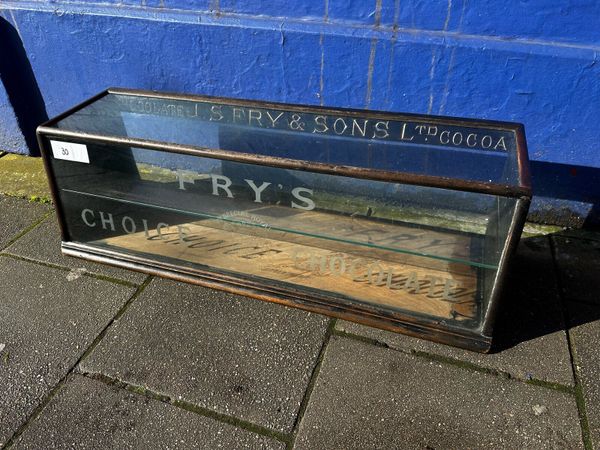 CHOCOLATE J. S. FRY & SONS LTD COCOA
30
FRY'S
CHOICE CHOCOLATE